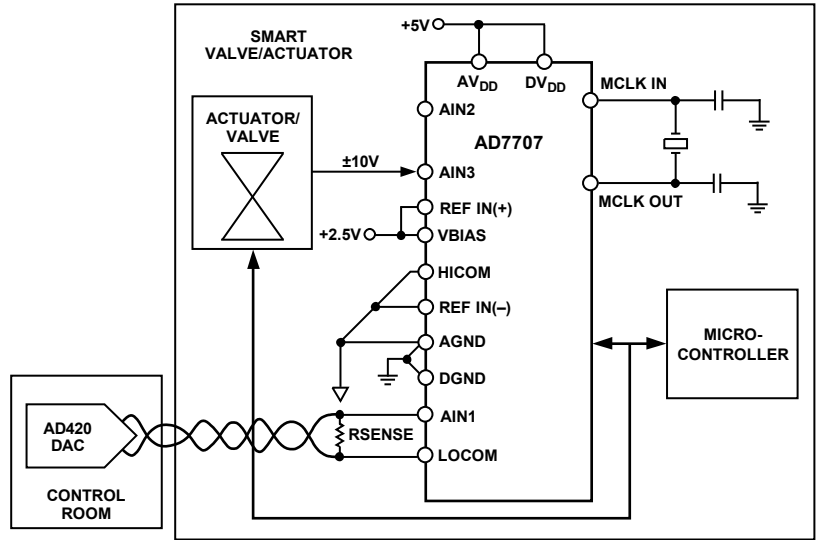 SMART
VALVE/ACTUATOR
+5V
AVDD
DVDD
MCLK IN
AIN2
AD7707
ACTUATOR/
VALVE
±10V
AIN3
REF IN(+)
+2.5V
VBIAS
MCLK OUT
HICOM
REF IN(–)
AGND
DGND
MICRO-
CONTROLLER
AD420
DAC
AIN1
RSENSE
LOCOM
CONTROL
ROOM